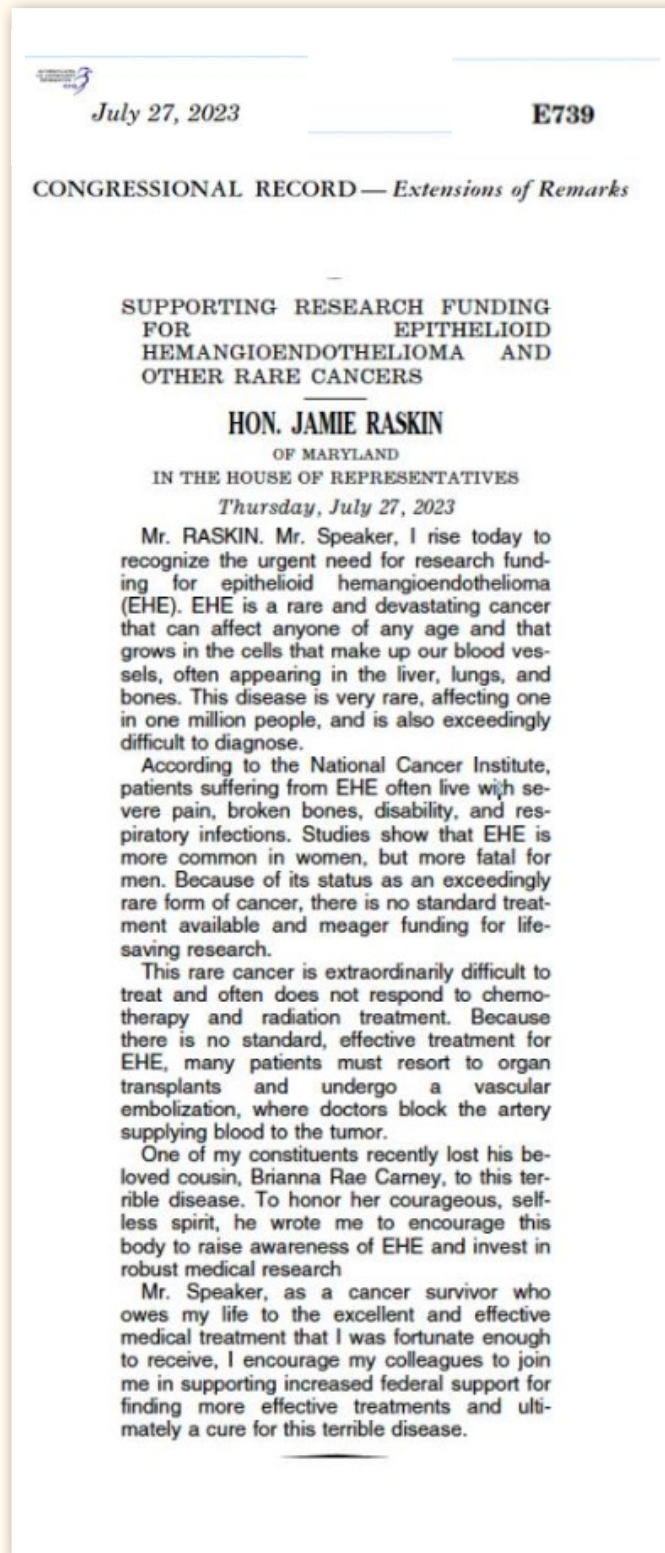 July 27, 2023
E739
CONGRESSIONAL RECORD — Extensions of Remarks
SUPPORTING RESEARCH FUNDING
FOR EPITHELIOID
HEMANGIOENDOTHELIOMA AND
OTHER RARE CANCERS
HON. JAMIE RASKIN
OF MARYLAND
IN THE HOUSE OF REPRESENTATIVES
Thursday, July 27, 2023
Mr. RASKIN. Mr. Speaker, I rise today to
recognize the urgent need for research fund-
ing for epithelioid hemangioendothelioma
(EHE). EHE is a rare and devastating cancer
that can affect anyone of any age and that
grows in the cells that make up our blood ves-
sels, often appearing in the liver, lungs, and
bones. This disease is very rare, affecting one
in one million people, and is also exceedingly
difficult to diagnose.
According to the National Cancer Institute,
patients suffering from EHE often live with se-
vere pain, broken bones, disability, and res-
piratory infections. Studies show that EHE is
more common in women, but more fatal for
men. Because of its status as an exceedingly
rare form of cancer, there is no standard treat-
ment available and meager funding for life-
saving research.
This rare cancer is extraordinarily difficult to
treat and often does not respond to chemo-
therapy and radiation treatment. Because
there is no standard, effective treatment for
EHE, many patients must resort to organ
transplants and undergo a vascular
embolization, where doctors block the artery
supplying blood to the tumor.
One of my constituents recently lost his be-
loved cousin, Brianna Rae Carney, to this ter-
rible disease. To honor her courageous, self-
less spirit, he wrote me to encourage this
body to raise awareness of EHE and invest in
robust medical research
Mr. Speaker, as a cancer survivor who
owes my life to the excellent and effective
medical treatment that I was fortunate enough
to receive, I encourage my colleagues to join
me in supporting increased federal support for
finding more effective treatments and ulti-
mately a cure for this terrible disease.